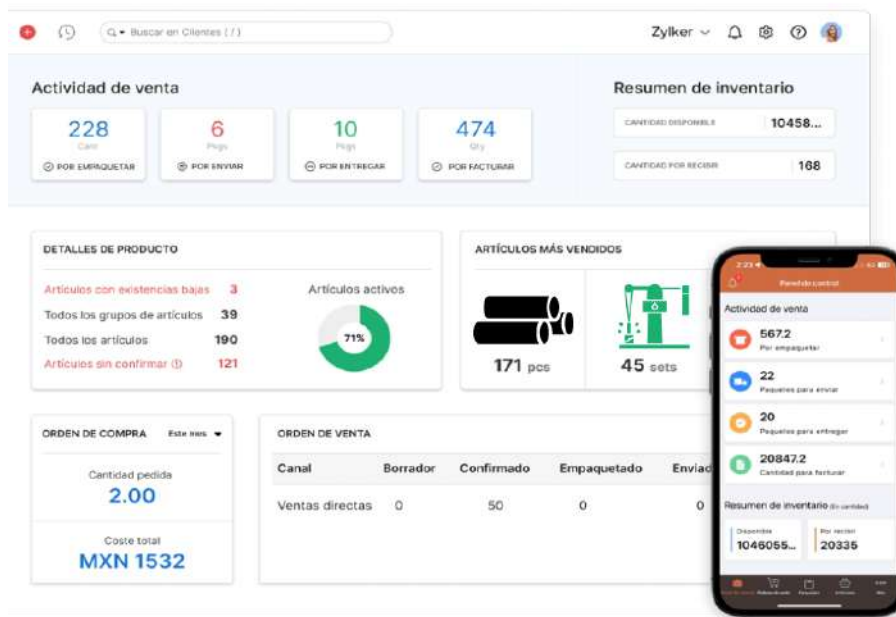 Buscar en Clientes ( / )
Zylker
Actividad de venta
Resumen de inventario
228
6
10
474
Pkgs
Pkgs
Qty
POR EMPAQUETAR
POR ENVIAR
POR ENTREGAR
POR FACTURAR
CANTIDAD DISPONIBLE
10458...
CANTIDAD POR RECIBIR
168
DETALLES DE PRODUCTO
Artículos con existencias bajas 3
Todos los grupos de artículos 39
Todos los artículos 190
Artículos sin confirmar 121
Artículos activos
71%
ARTÍCULOS MÁS VENDIDOS
171 pcs
45 sets
ORDEN DE COMPRA
Este mes
Cantidad pedida
2.00
Coste total
MXN 1532
ORDEN DE VENTA
Canal Borrador Confirmado Empaquetado Enviad
Ventas directas 0 50 0 0
2:23
Panel de control
Actividad de venta
567.2
Por empaquetar
22
Paquetes para enviar
20
Paquetes para entregar
20847.2
Cantidad para facturar
Resumen de inventario (En cantidad)
Disponible
1046055...
Por recibir
20335